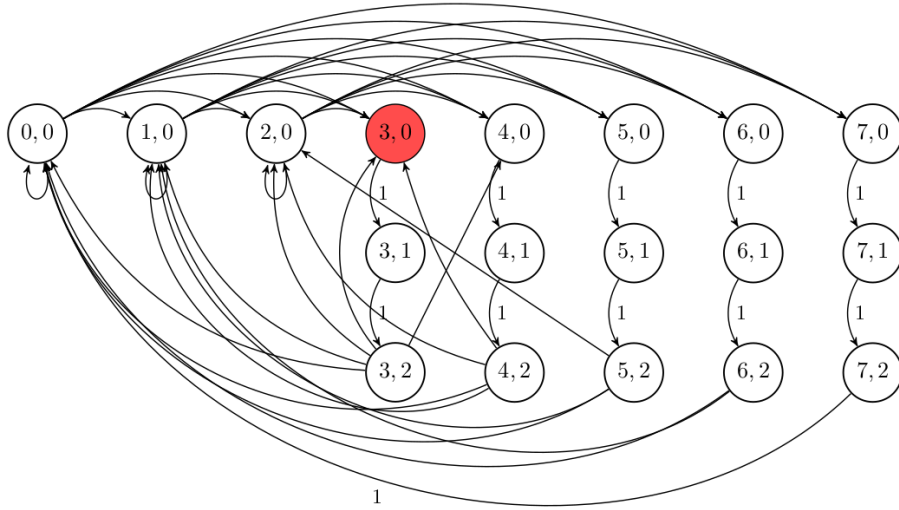 0, 0 1, 0 2, 0 3, 0 4, 0 5, 0 6, 0 7, 0
1 1 1 1 1
3, 1 4, 1 5, 1 6, 1 7, 1
1 1 1 1 1
3, 2 4, 2 5, 2 6, 2 7, 2
1